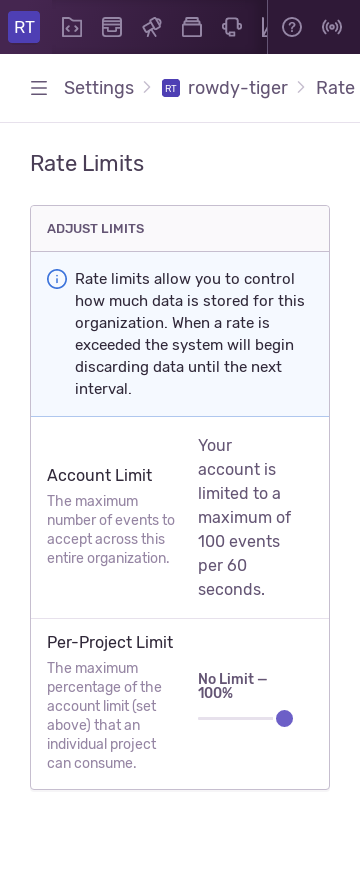 RT
Settings
RT
rowdy-tiger
Rate
Rate Limits
ADJUST LIMITS
Rate limits allow you to control
how much data is stored for this
organization. When a rate is
exceeded the system will begin
discarding data until the next
interval.
Account Limit
The maximum
number of events to
accept across this
entire organization.
Your
account is
limited to a
maximum of
100 events
per 60
seconds.
Per-Project Limit
The maximum
percentage of the
account limit (set
above) that an
individual project
can consume.
No Limit —
100%